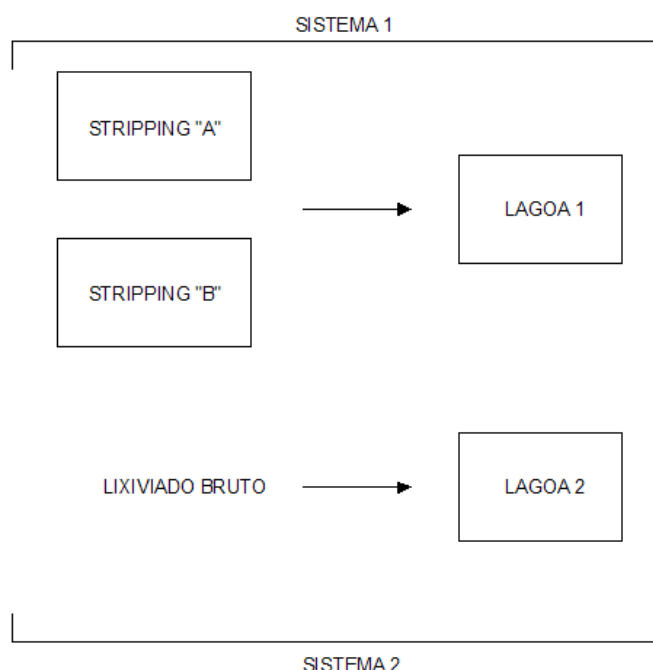 SISTEMA 1
STRIPPING "A"
LAGOA 1
STRIPPING "B"
LIXIVIADO BRUTO
LAGOA 2
SISTEMA 2